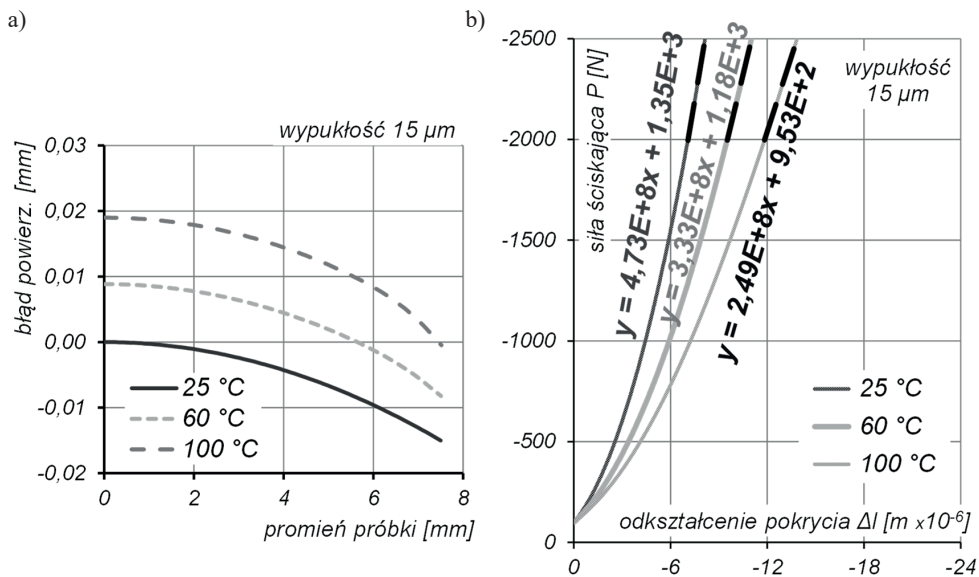 a)
wypukłość 15 µm
błąd powierz. [mm]
0,03
0,02
0,01
0,00
-0,01
-0,02
25 °C
60 °C
100 °C
0 2 4 6 8
promień próbki [mm]
b)
-2500
-2000
-1500
-1000
-500
0
siła ściskająca P [N]
wypukłość
15 µm
y = 4,73E+8x + 1,35E+3
y = 3,33E+8x + 1,18E+3
y = 2,49E+8x + 9,53E+2
25 °C
60 °C
100 °C
odkształcenie pokrycia Δl [m x10-6]
0 -6 -12 -18 -24